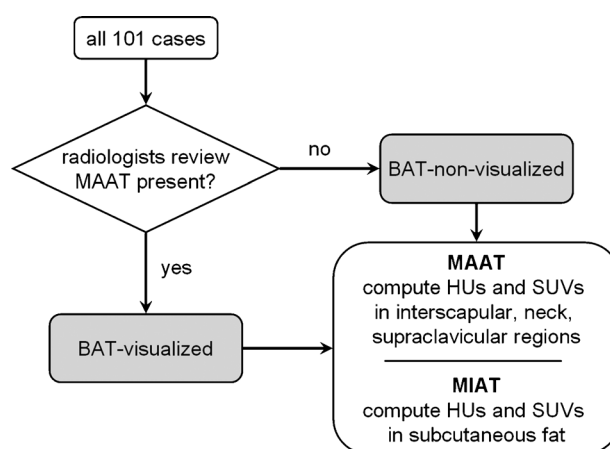 all 101 cases
radiologists review
MAAT present?
no
BAT-non-visualized
yes
BAT-visualized
MAAT
compute HUs and SUVs
in interscapular, neck,
supraclavicular regions
MIAT
compute HUs and SUVs
in subcutaneous fat